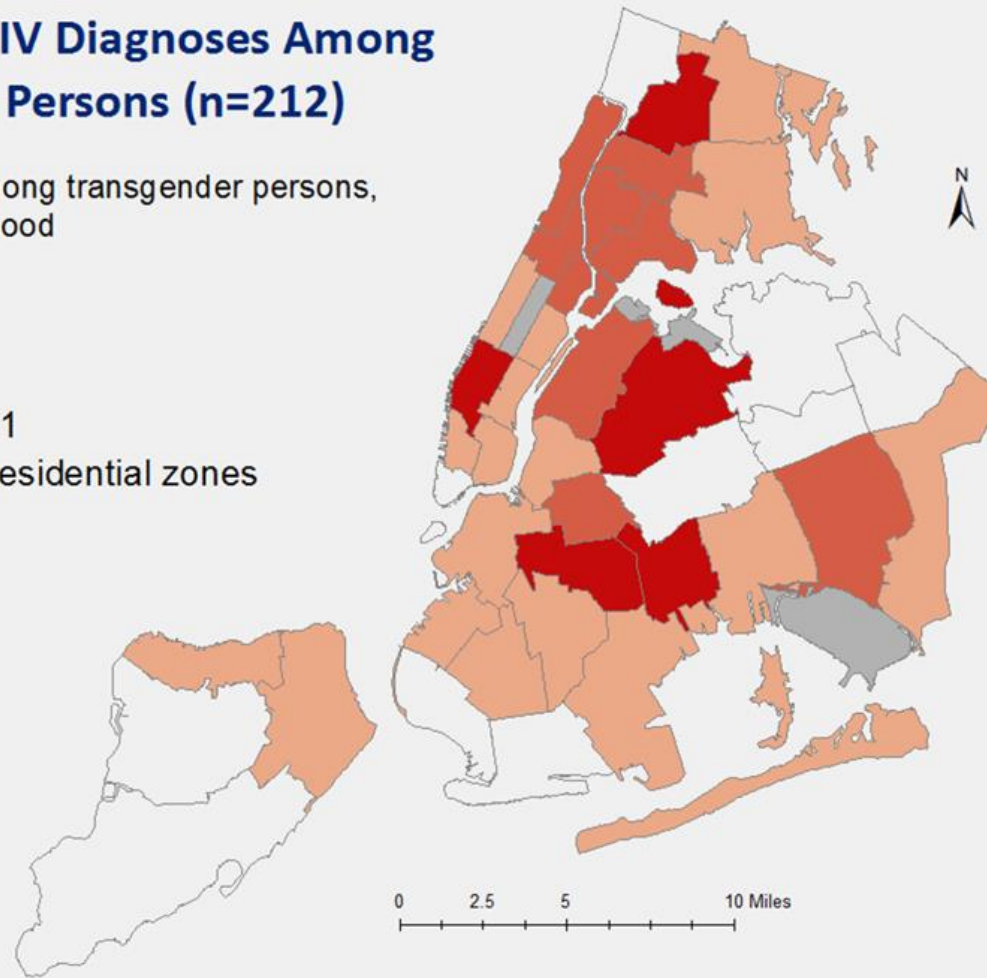 IV Diagnoses Among
Persons (n=212)
ong transgender persons,
ood
1
esidential zones
N
0 2.5 5 10 Miles